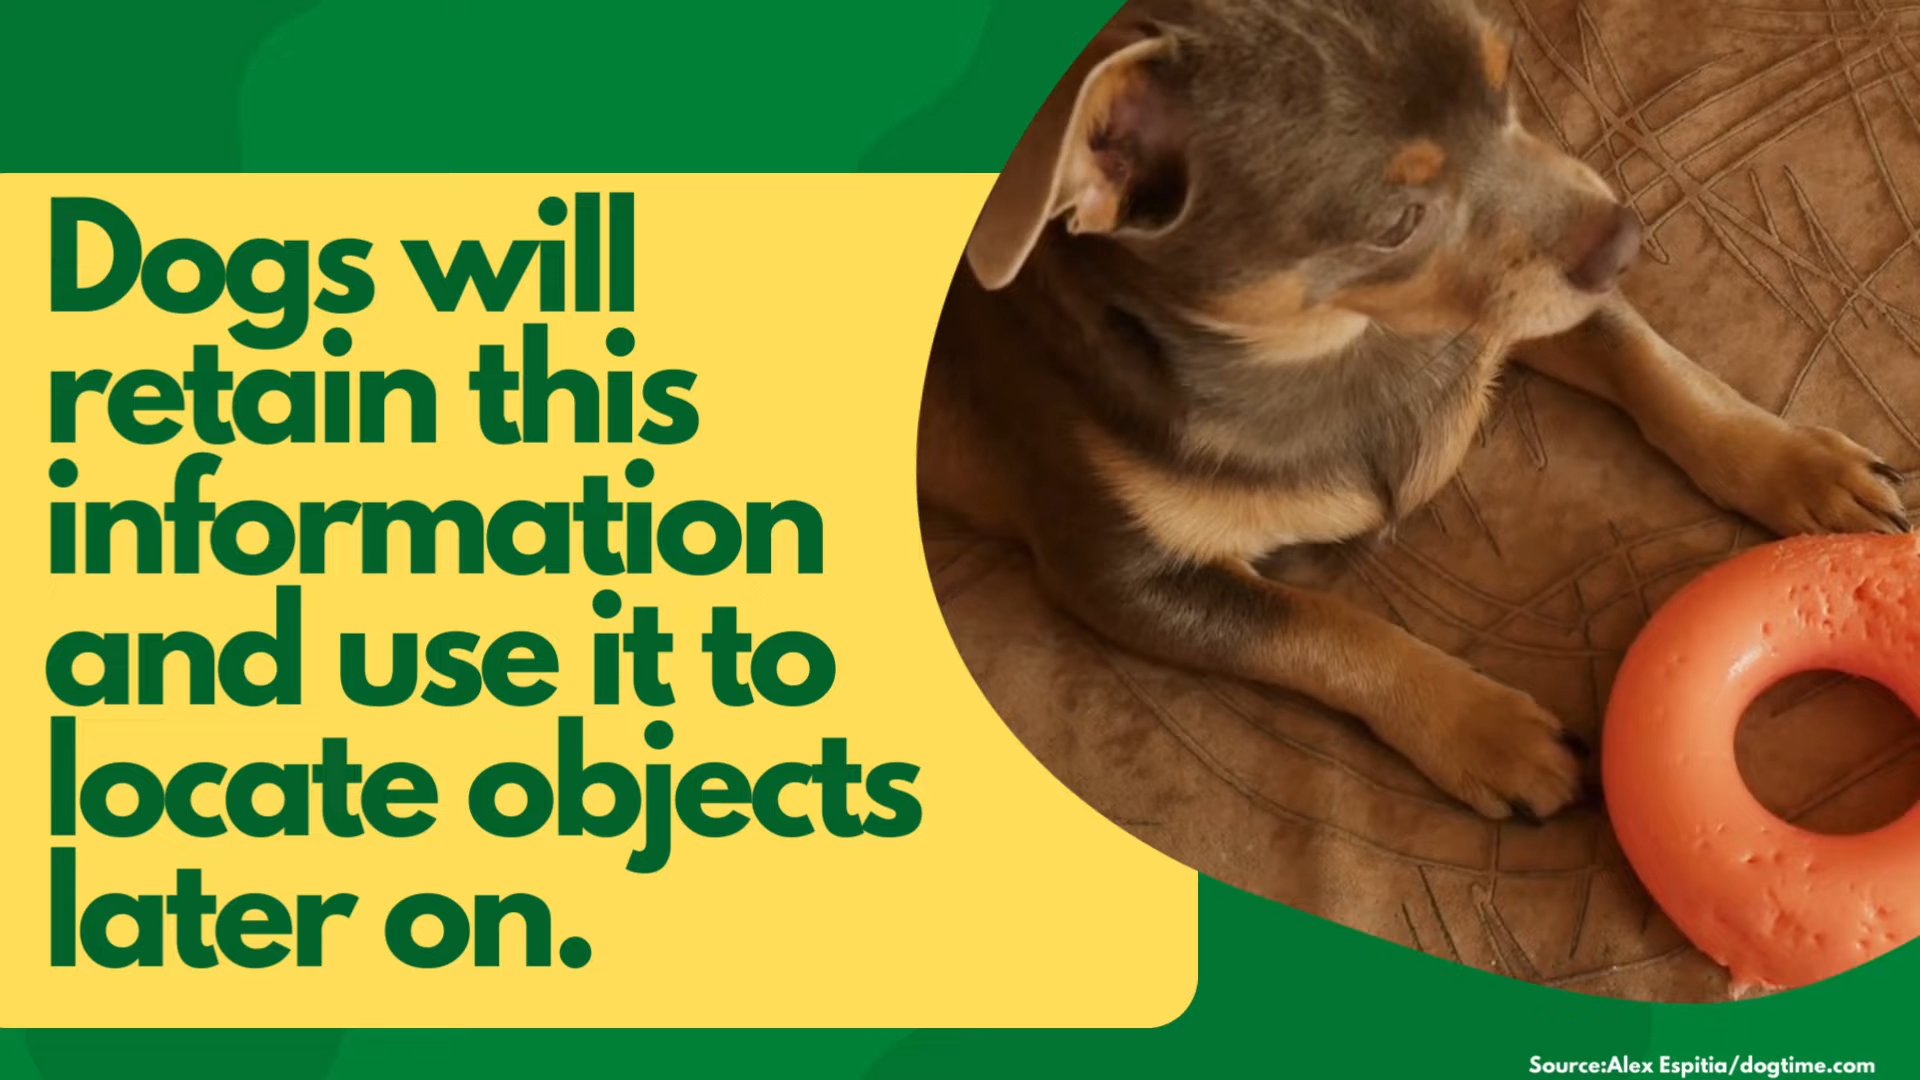 Dogs will
retain this
information
and use it to
locate objects
later on.
Source:Alex Espitia/dogtime.com